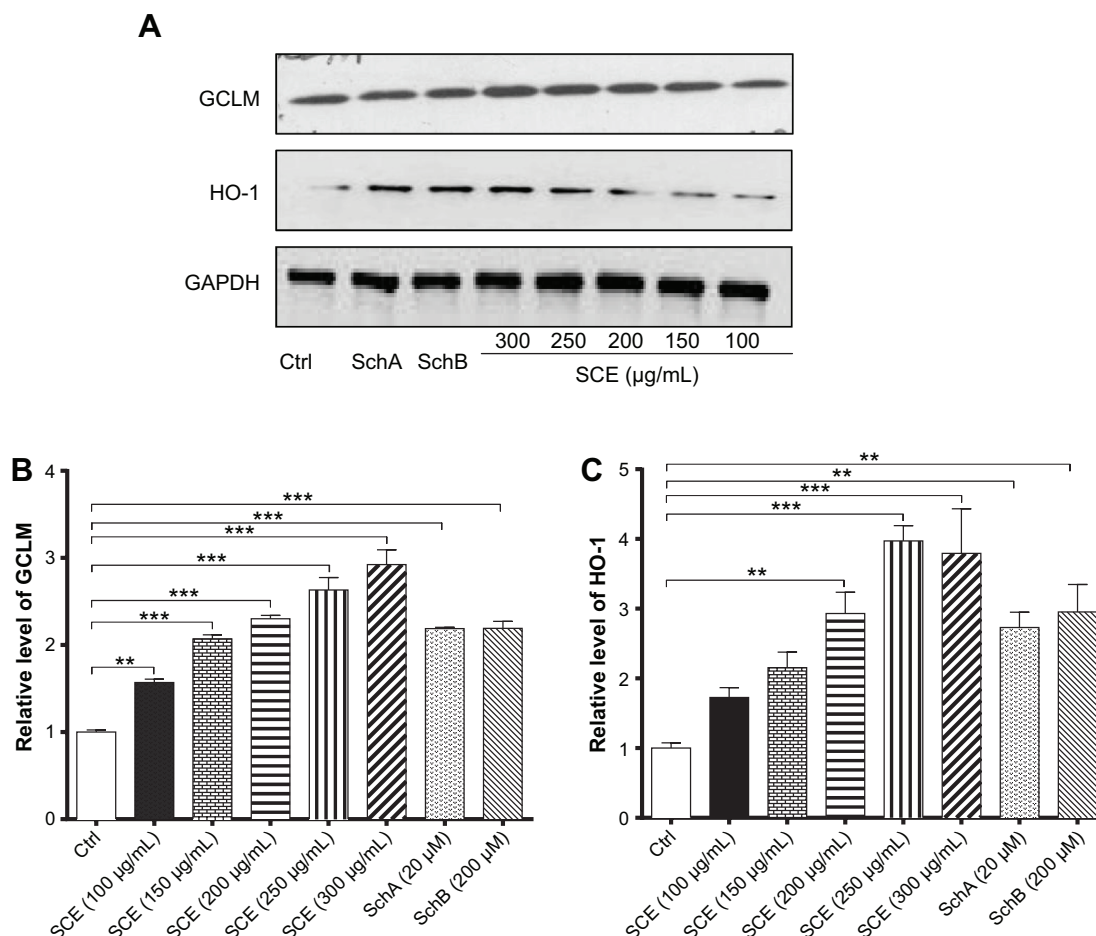 A
GCLM
HO-1
GAPDH
Ctrl SchA SchB 300 250 200 150 100
SCE (µg/mL)
B
Relative level of GCLM
4
3
2
1
0
**
***
***
***
***
***
***
Ctrl
SCE (100 µg/mL)
SCE (150 µg/mL)
SCE (200 µg/mL)
SCE (250 µg/mL)
SCE (300 µg/mL)
SchA (20 µM)
SchB (200 µM)
C
Relative level of HO-1
5
4
3
2
1
0
**
**
***
***
**
Ctrl
SCE (100 µg/mL)
SCE (150 µg/mL)
SCE (200 µg/mL)
SCE (250 µg/mL)
SCE (300 µg/mL)
SchA (20 µM)
SchB (200 µM)